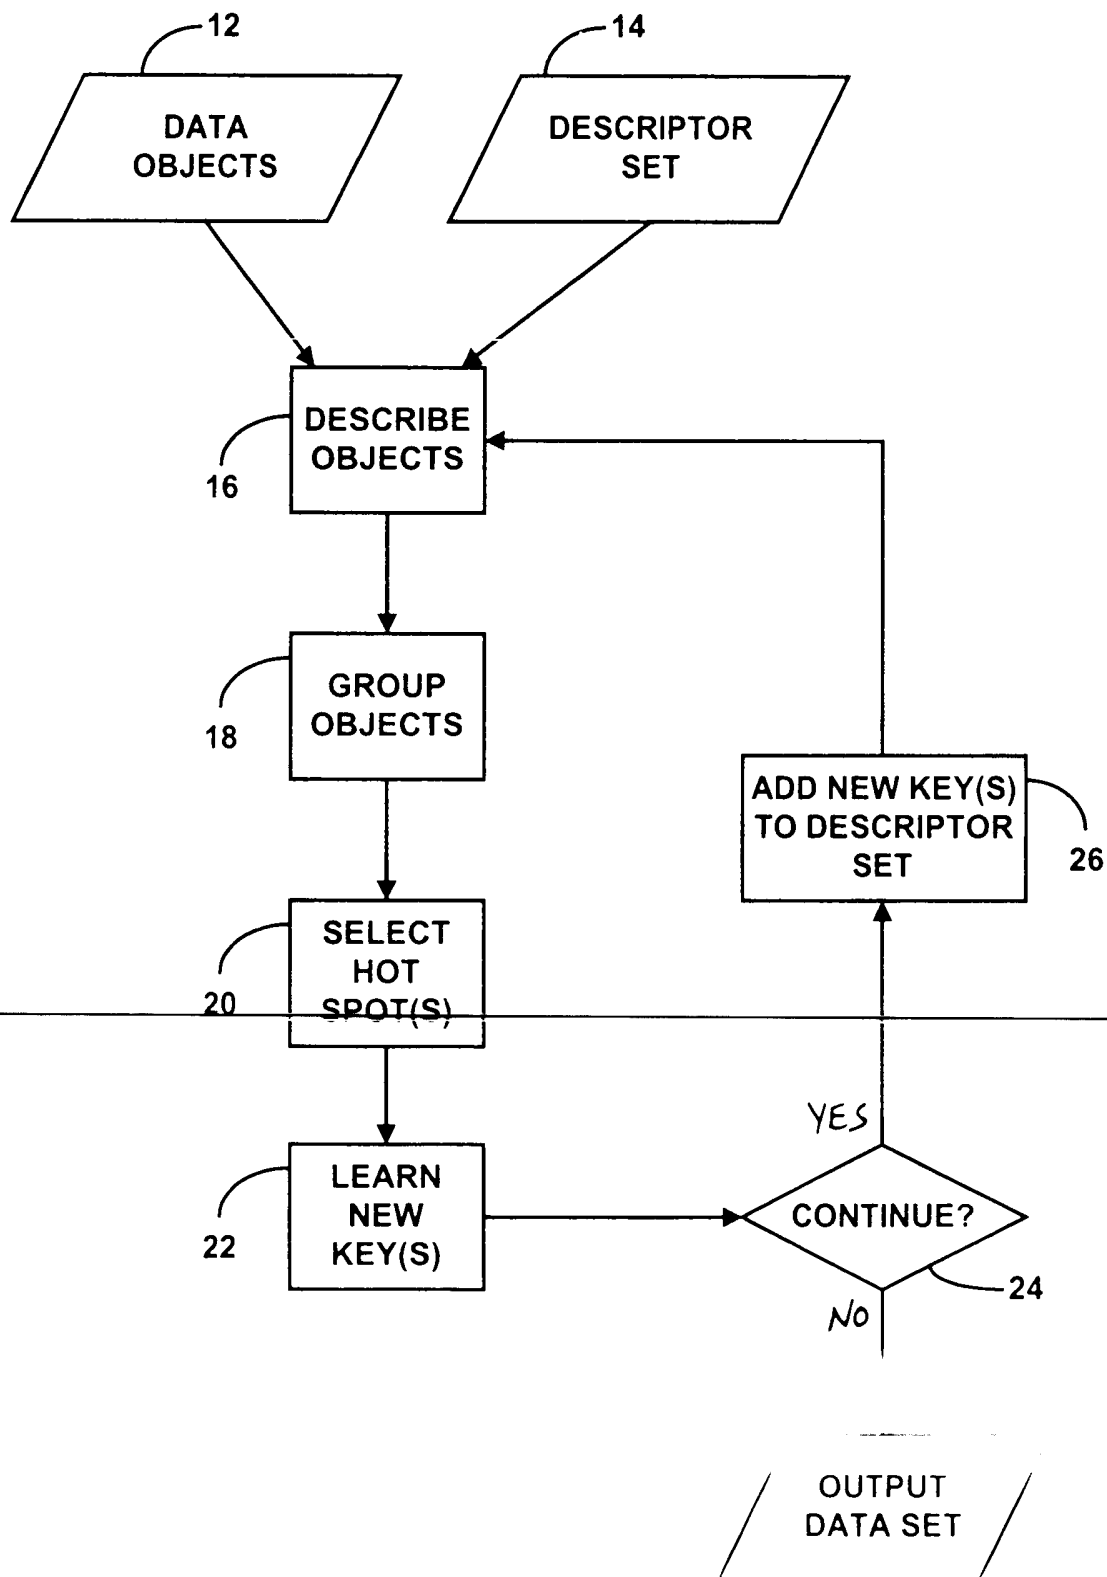 12
14
DATA
OBJECTS
DESCRIPTOR
SET
DESCRIBE
OBJECTS
16
GROUP
OBJECTS
18
ADD NEW KEY(S)
TO DESCRIPTOR
SET
26
SELECT
HOT
SPOT(S)
20
YES
LEARN
NEW
KEY(S)
22
CONTINUE?
24
NO
OUTPUT
DATA SET